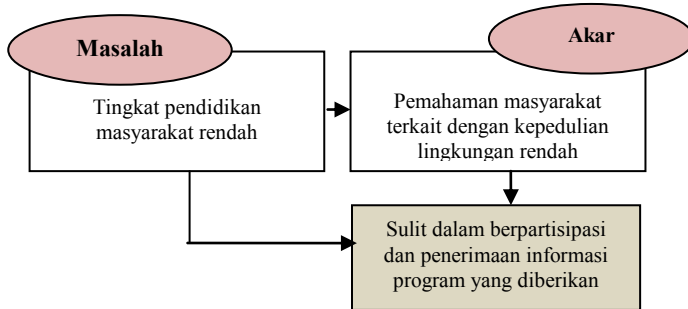 Masalah
Tingkat pendidikan
masyarakat rendah
Akar
Pemahaman masyarakat
terkait dengan kepedulian
lingkungan rendah
Sulit dalam berpartisipasi
dan penerimaan informasi
program yang diberikan